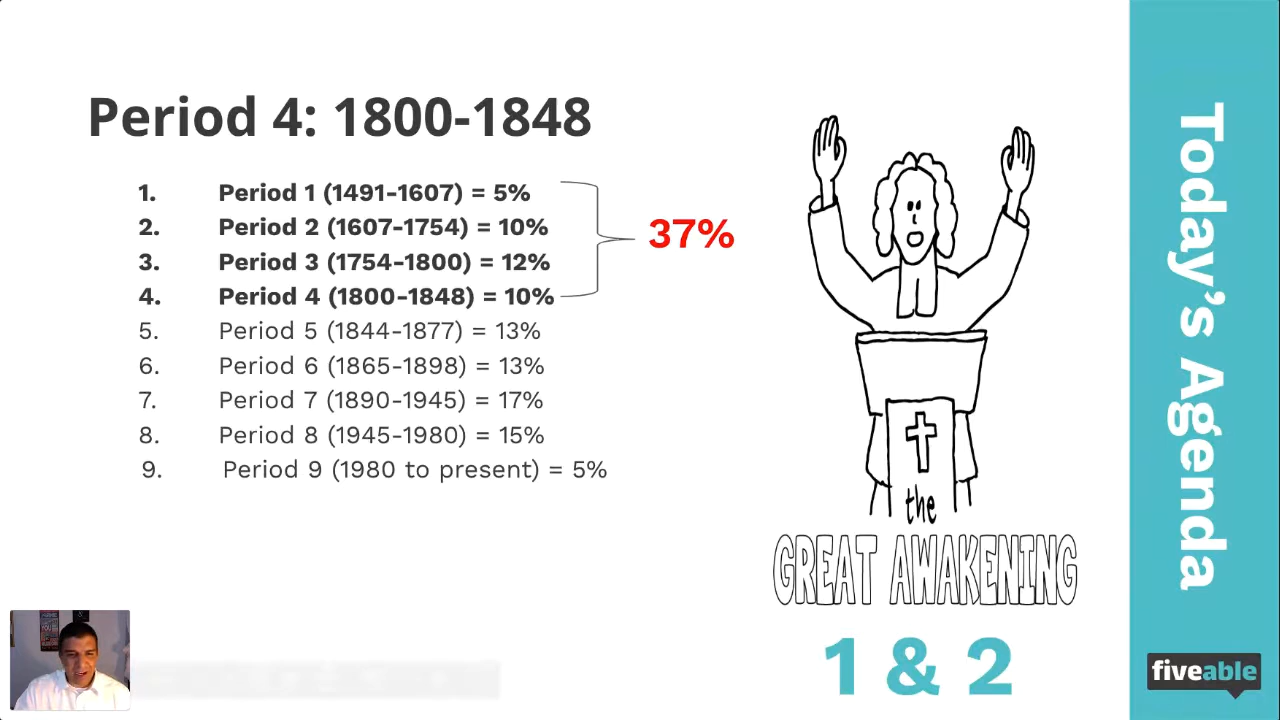 Period 4: 1800-1848
1. Period 1 (1491-1607) = 5%
2. Period 2 (1607-1754) = 10%
3. Period 3 (1754-1800) = 12%
4. Period 4 (1800-1848) = 10%
5. Period 5 (1844-1877) = 13%
6. Period 6 (1865-1898) = 13%
7. Period 7 (1890-1945) = 17%
8. Period 8 (1945-1980) = 15%
9. Period 9 (1980 to present) = 5%
37%
the
GREAT AWAKENING
1 & 2
Today's Agenda
fiveable